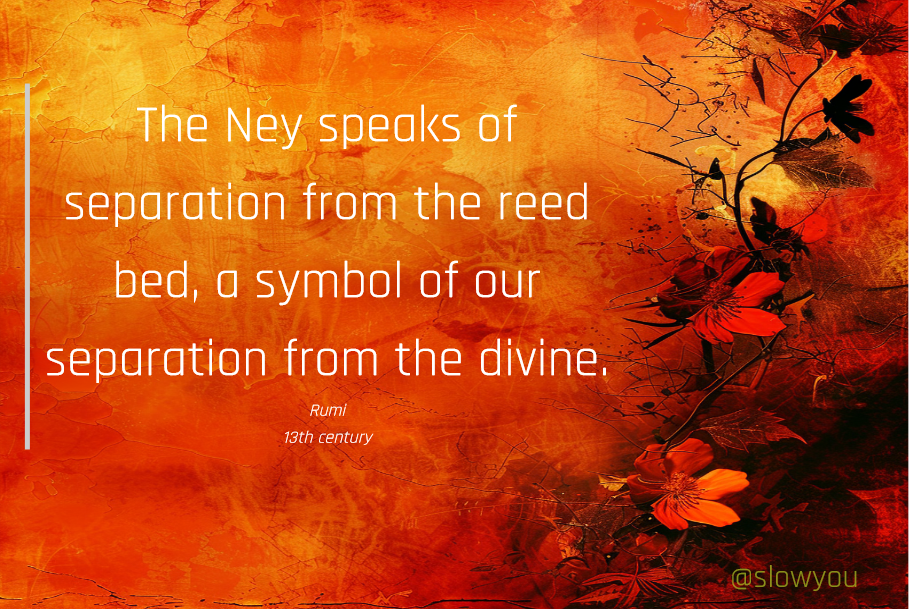 The Ney speaks of
separation from the reed
bed, a symbol of our
separation from the divine.
Rumi
13th century
@slowyou